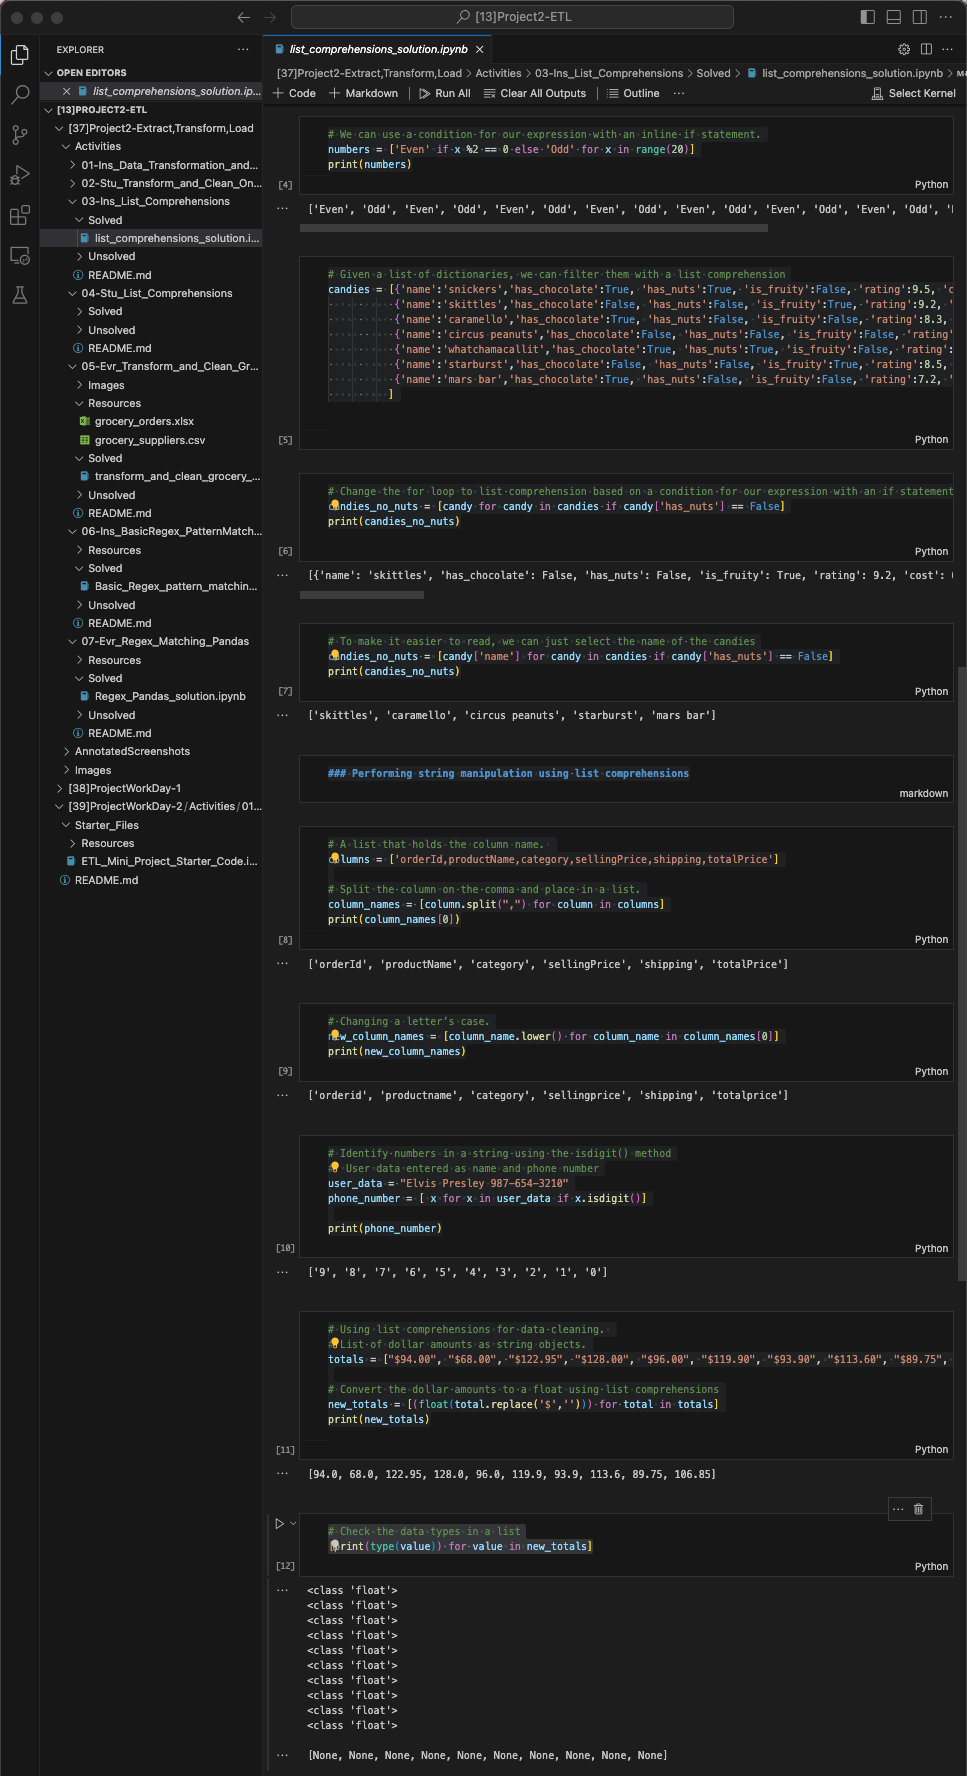 [13]Project2-ETL
EXPLORER
OPEN EDITORS
list_comprehensions_solution.ip...
[13]PROJECT2-ETL
[37]Project2-Extract,Transform,Load
Activities
01-Ins_Data_Transformation_and...
02-Stu_Transform_and_Clean_On...
03-Ins_List_Comprehensions
Solved
list_comprehensions_solution.i...
Unsolved
README.md
04-Stu_List_Comprehensions
Solved
Unsolved
README.md
05-Evr_Transform_and_Clean_Gr...
Images
Resources
grocery_orders.xlsx
grocery_suppliers.csv
Solved
transform_and_clean_grocery_...
Unsolved
README.md
06-Ins_BasicRegex_PatternMatch...
Resources
Solved
Basic_Regex_pattern_matchin...
Unsolved
README.md
07-Evr_Regex_Matching_Pandas
Resources
Solved
Regex_Pandas_solution.ipynb
Unsolved
README.md
AnnotatedScreenshots
Images
[38]ProjectWorkDay-1
[39]ProjectWorkDay-2/Activities/01...
Starter_Files
Resources
ETL_Mini_Project_Starter_Code.i...
README.md
list_comprehensions_solution.ipynb
[37]Project2-Extract,Transform,Load > Activities > 03-Ins_List_Comprehensions > Solved > list_comprehensions_solution.ipynb >
+ Code + Markdown Run All Clear All Outputs Outline ... Select Kernel
# We can use a condition for our expression with an inline if statement.
numbers = ['Even' if x %2 == 0 else 'Odd' for x in range(20)]
print(numbers)
[4] Python
['Even', 'Odd', 'Even', 'Odd', 'Even', 'Odd', 'Even', 'Odd', 'Even', 'Odd', 'Even', 'Odd', 'Even', 'Odd', '
# Given a list of dictionaries, we can filter them with a list comprehension
candies = [{'name':'snickers','has_chocolate':True, 'has_nuts':True, 'is_fruity':False, 'rating':9.5, 'c
{'name':'skittles','has_chocolate':False, 'has_nuts':False, 'is_fruity':True, 'rating':9.2, '
{'name':'caramello','has_chocolate':True, 'has_nuts':False, 'is_fruity':False, 'rating':8.3,
{'name':'circus peanuts','has_chocolate':False, 'has_nuts':False, 'is_fruity':False, 'rating'
{'name':'whatchamacallit','has_chocolate':True, 'has_nuts':True, 'is_fruity':False, 'rating':
{'name':'starburst','has_chocolate':False, 'has_nuts':False, 'is_fruity':True, 'rating':8.5,
{'name':'mars bar','has_chocolate':True, 'has_nuts':False, 'is_fruity':False, 'rating':7.2, '
]
[5] Python
# Change the for loop to list comprehension based on a condition for our expression with an if statement
candies_no_nuts = [candy for candy in candies if candy['has_nuts'] == False]
print(candies_no_nuts)
[6] Python
[{'name': 'skittles', 'has_chocolate': False, 'has_nuts': False, 'is_fruity': True, 'rating': 9.2, 'cost':
# To make it easier to read, we can just select the name of the candies
candies_no_nuts = [candy['name'] for candy in candies if candy['has_nuts'] == False]
print(candies_no_nuts)
[7] Python
['skittles', 'caramello', 'circus peanuts', 'starburst', 'mars bar']
### Performing string manipulation using list comprehensions
markdown
# A list that holds the column name.
columns = ['orderId,productName,category,sellingPrice,shipping,totalPrice']
# Split the column on the comma and place in a list.
column_names = [column.split(",") for column in columns]
print(column_names[0])
[8] Python
['orderId', 'productName', 'category', 'sellingPrice', 'shipping', 'totalPrice']
# Changing a letter's case.
new_column_names = [column_name.lower() for column_name in column_names[0]]
print(new_column_names)
[9] Python
['orderid', 'productname', 'category', 'sellingprice', 'shipping', 'totalprice']
# Identify numbers in a string using the isdigit() method
# User data entered as name and phone number
user_data = "Elvis Presley 987-654-3210"
phone_number = [ x for x in user_data if x.isdigit()]
print(phone_number)
[10] Python
['9', '8', '7', '6', '5', '4', '3', '2', '1', '0']
# Using list comprehensions for data cleaning.
# List of dollar amounts as string objects.
totals = ["$94.00", "$68.00", "$122.95", "$128.00", "$96.00", "$119.90", "$93.90", "$113.60", "$89.75",
# Convert the dollar amounts to a float using list comprehensions
new_totals = [(float(total.replace('$',''))) for total in totals]
print(new_totals)
[11] Python
[94.0, 68.0, 122.95, 128.0, 96.0, 119.9, 93.9, 113.6, 89.75, 106.85]
# Check the data types in a list
[print(type(value)) for value in new_totals]
[12] Python
<class 'float'>
<class 'float'>
<class 'float'>
<class 'float'>
<class 'float'>
<class 'float'>
<class 'float'>
<class 'float'>
<class 'float'>
<class 'float'>
[None, None, None, None, None, None, None, None, None, None]